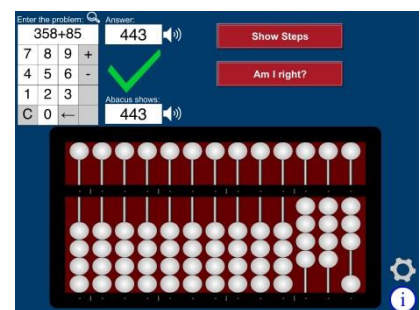 Enter the problem:
358+85
7 8 9 +
4 5 6 -
1 2 3
C 0 ←
Answer:
443
Abacus shows:
443
Show Steps
Am I right?
i